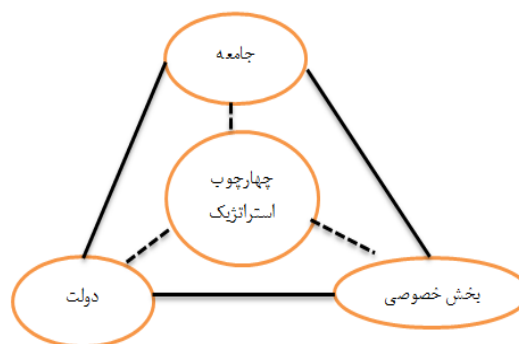 جامعه
چهارچوب
استراتژیک
دولت
بخش خصوصی